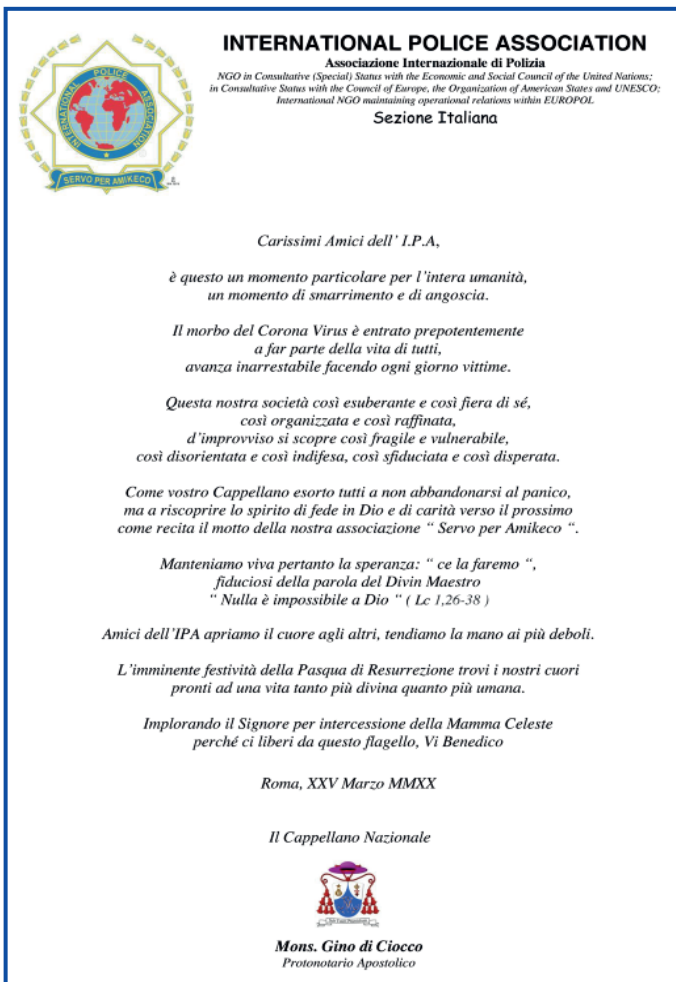 INTERNATIONAL POLICE ASSOCIATION
Associazione Internazionale di Polizia
NGO in Consultative (Special) Status with the Economic and Social Council of the United Nations;
in Consultative Status with the Council of Europe, the Organization of American States and UNESCO;
International NGO maintaining operational relations within EUROPOL
Sezione Italiana
INTERNATIONAL POLICE ASSOCIATION
SERVO PER AMIKECO
Carissimi Amici dell' I.P.A,
è questo un momento particolare per l'intera umanità,
un momento di smarrimento e di angoscia.
Il morbo del Corona Virus è entrato prepotentemente
a far parte della vita di tutti,
avanza inarrestabile facendo ogni giorno vittime.
Questa nostra società così esuberante e così fiera di sé,
così organizzata e così raffinata,
d'improvviso si scopre così fragile e vulnerabile,
così disorientata e così indifesa, così sfiduciata e così disperata.
Come vostro Cappellano esorto tutti a non abbandonarsi al panico,
ma a riscoprire lo spirito di fede in Dio e di carità verso il prossimo
come recita il motto della nostra associazione “ Servo per Amikeco “.
Manteniamo viva pertanto la speranza: “ ce la faremo “,
fiduciosi della parola del Divin Maestro
“ Nulla è impossibile a Dio “ ( Lc 1,26-38 )
Amici dell'IPA apriamo il cuore agli altri, tendiamo la mano ai più deboli.
L'imminente festività della Pasqua di Resurrezione trovi i nostri cuori
pronti ad una vita tanto più divina quanto più umana.
Implorando il Signore per intercessione della Mamma Celeste
perché ci liberi da questo flagello, Vi Benedico
Roma, XXV Marzo MMXX
Il Cappellano Nazionale
Mons. Gino di Ciocco
Protonotario Apostolico